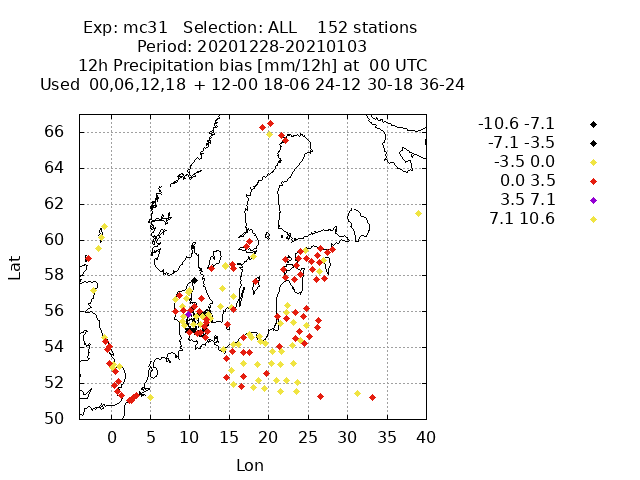 Exp: mc31   Selection: ALL    152 stations
Period: 20201228-20210103
12h Precipitation bias [mm/12h] at  00 UTC
Used  00,06,12,18  + 12-00 18-06 24-12 30-18 36-24
-10.6 -7.1
-7.1 -3.5
-3.5 0.0
0.0 3.5
3.5 7.1
7.1 10.6
66
64
62
60
58
56
54
52
50
Lat
0 5 10 15 20 25 30 35 40
Lon